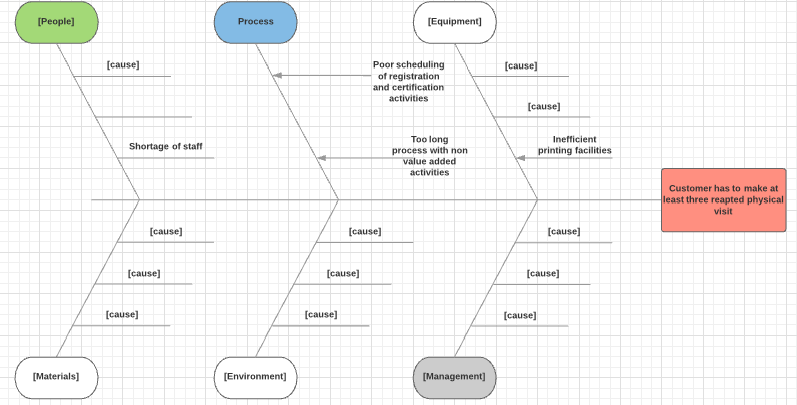 [People]
Process
[Equipment]
[cause]
Poor scheduling
of registration
and certification
activities
[cause]
[cause]
Shortage of staff
Too long
process with non
value added
activities
Inefficient
printing facilities
Customer has to make at
least three reapted physical
visit
[cause]
[cause]
[cause]
[cause]
[cause]
[cause]
[cause]
[cause]
[cause]
[Materials]
[Environment]
[Management]